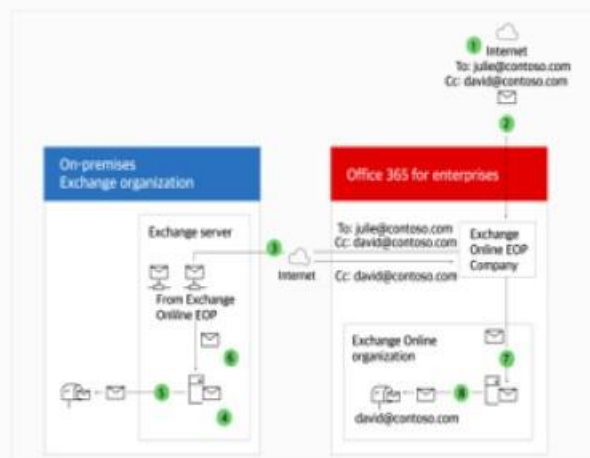 1
Internet
To: julie@contoso.com
Cc: david@contoso.com
2
On-premises
Exchange organization
Office 365 for enterprises
Exchange server
3
Internet
To: julie@contoso.com
Cc: david@contoso.com
Cc: david@contoso.com
Exchange
Online EOP
Company
From Exchange
Onliine EOP
6
5
4
Exchange Online
organization
7
8
david@contoso.com